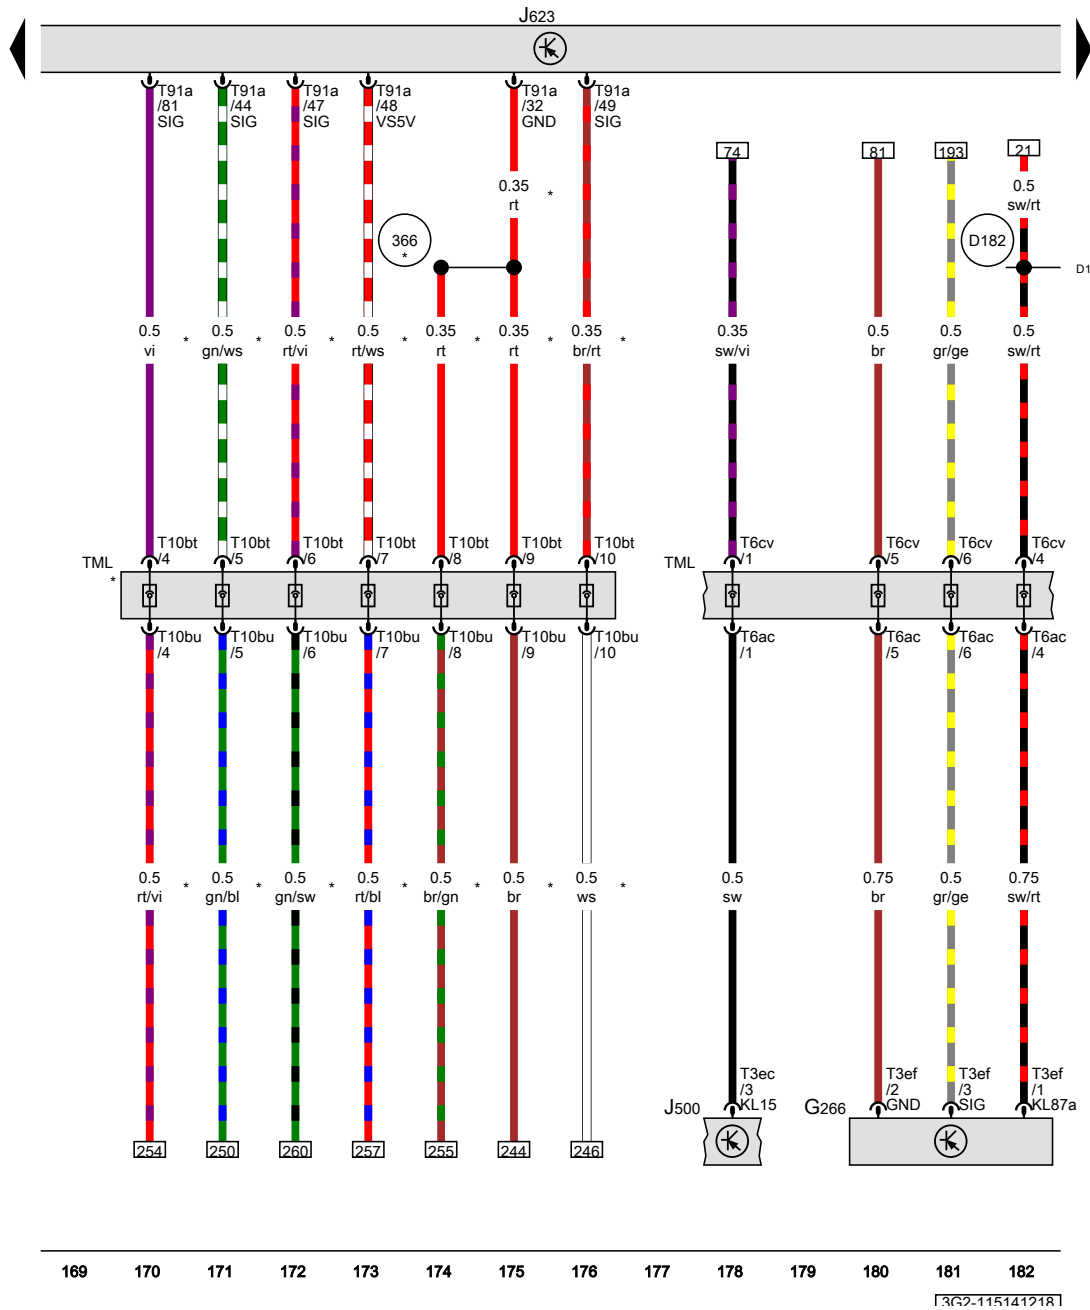 J623
T91a T91a T91a T91a T91a T91a
/81 /44 /47 /48 /32 /49
SIG SIG SIG VS5V GND SIG
74 81 193 21
0.35 * 0.5
rt sw/rt
366 * D182
D1
0.5 0.5 0.5 0.5 0.35 0.35 0.35 0.35 0.5 0.5 0.5
vi * gn/ws * rt/vi * rt/ws * rt * rt * br/rt * sw/vi br gr/ge sw/rt
T10bt T10bt T10bt T10bt T10bt T10bt T10bt T6cv T6cv T6cv T6cv
TML /4 /5 /6 /7 /8 /9 /10 TML /1 /5 /6 /4
*
T10bu T10bu T10bu T10bu T10bu T10bu T10bu T6ac T6ac T6ac T6ac
/4 /5 /6 /7 /8 /9 /10 /1 /5 /6 /4
0.5 0.5 0.5 0.5 0.5 0.5 0.5 0.5 0.75 0.5 0.75
rt/vi * gn/bl * gn/sw * rt/bl * br/gn * br * ws * sw br gr/ge sw/rt
T3ec T3ef T3ef T3ef
/3 /2 /3 /1
J500 KL15 G266 GND SIG KL87a
254 250 260 257 255 244 246
169 170 171 172 173 174 175 176 177 178 179 180 181 182
3G2-115141218